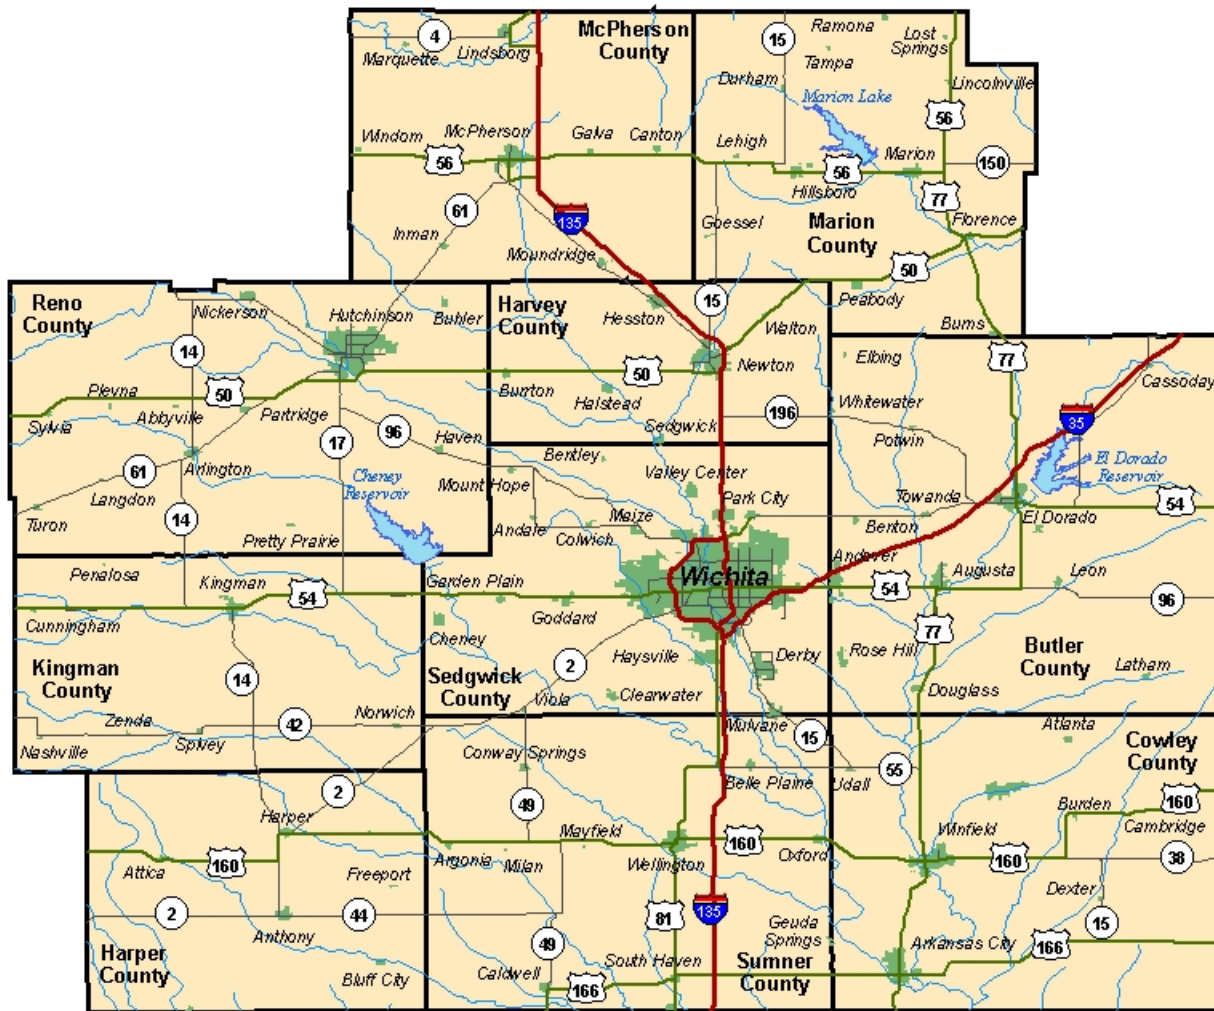 McPherson
County
4
Marquette
Lindsborg
15
Ramona
Lost
Springs
Tampa
Durham
Lincolnville
Marion Lake
56
Windom
McPherson
Galva
Canton
Lehigh
Marion
56
56
150
Hillsboro
77
61
135
Goessel
Marion
County
Florence
Inman
Moundridge
50
Peabody
Burns
Reno
County
Nickerson
Hutchinson
Buhler
Harvey
County
Hesston
15
Walton
14
Elbing
77
Newton
Cassoday
Plevna
50
Burrton
50
Halstead
Abbyville
Partridge
Whitewater
196
35
Sylvia
17
96
Sedgwick
Potwin
Haven
Bentley
61
Arlington
Cheney
Reservoir
Mount Hope
Valley Center
El Dorado
Reservoir
Langdon
Park City
Towanda
54
Turon
14
Andale
Maize
Colwich
Benton
El Dorado
Pretty Prairie
Andover
Penalosa
Kingman
54
Garden Plain
Wichita
54
Augusta
Leon
96
Cunningham
Cheney
Goddard
77
Kingman
County
Sedgwick
County
2
Haysville
Derby
Rose Hill
Butler
County
Latham
14
Viola
Clearwater
Douglass
Zenda
42
Norwich
Mulvane
Atlanta
Nashville
Spivey
Conway Springs
15
Cowley
County
Belle Plaine
Udall
55
2
49
Burden
160
Harper
Mayfield
160
Winfield
Cambridge
Attica
160
Argonia
Milan
Wellington
Oxford
160
38
Freeport
Dexter
2
44
81
135
15
Anthony
Geuda
Springs
49
Arkansas City
166
Harper
County
Bluff City
Caldwell
South Haven
Sumner
County
166